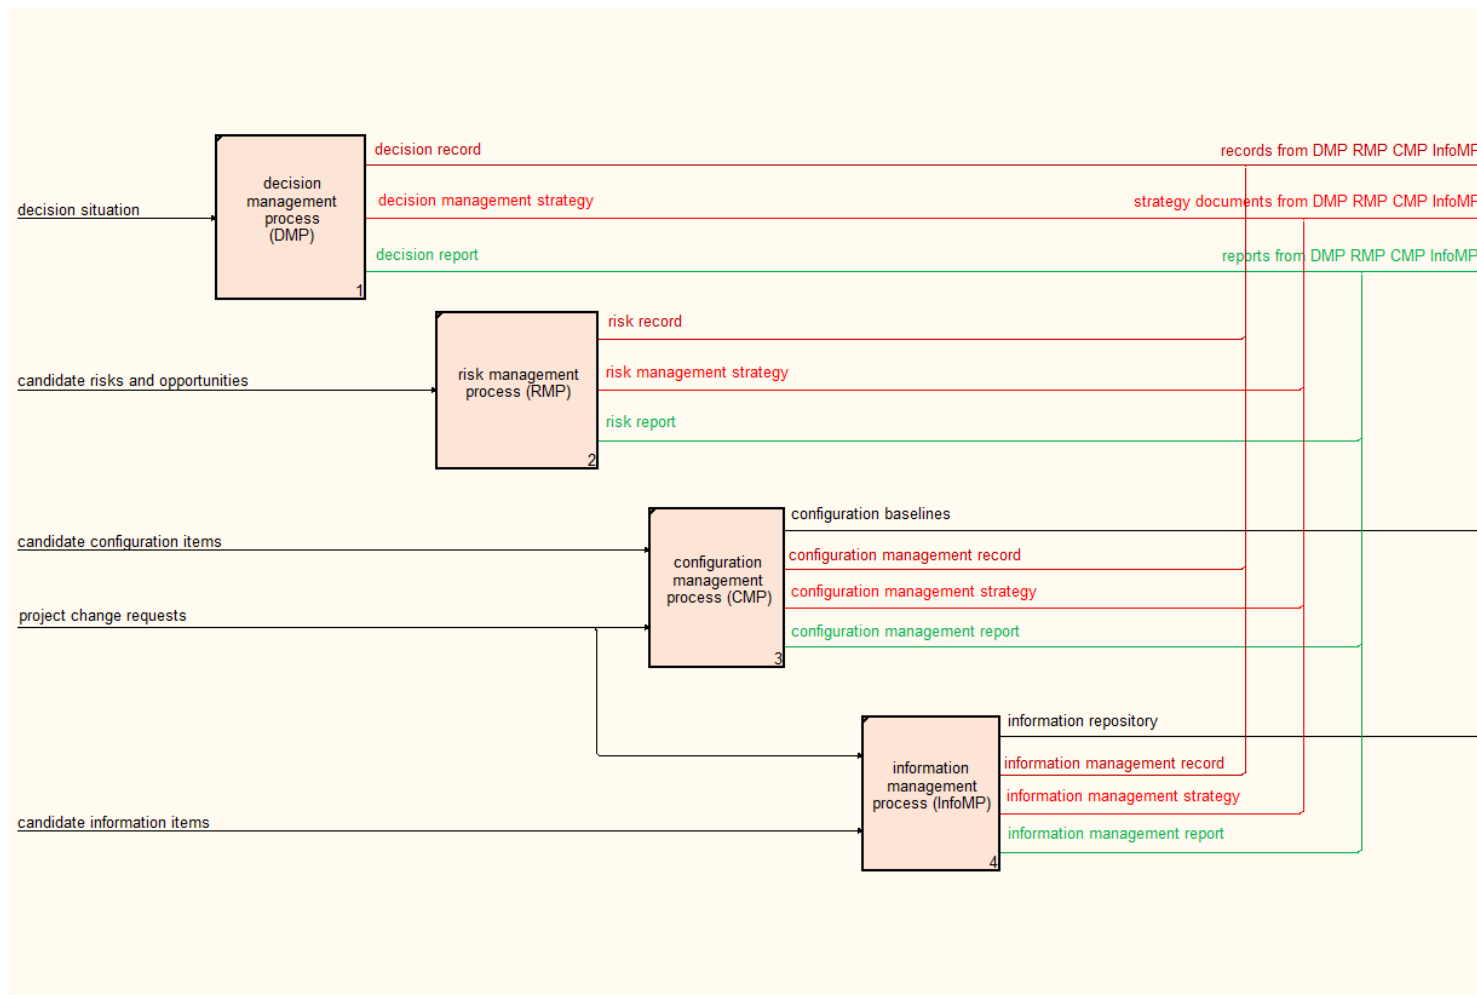 decision record
records from DMP RMP CMP InfoMP
decision
management
process
(DMP)
1
decision situation
decision management strategy
strategy documents from DMP RMP CMP InfoMP
decision report
reports from DMP RMP CMP InfoMP
risk record
candidate risks and opportunities
risk management
process (RMP)
2
risk management strategy
risk report
configuration baselines
candidate configuration items
configuration
management
process (CMP)
3
configuration management record
configuration management strategy
project change requests
configuration management report
information repository
information
management
process (InfoMP)
4
information management record
information management strategy
candidate information items
information management report